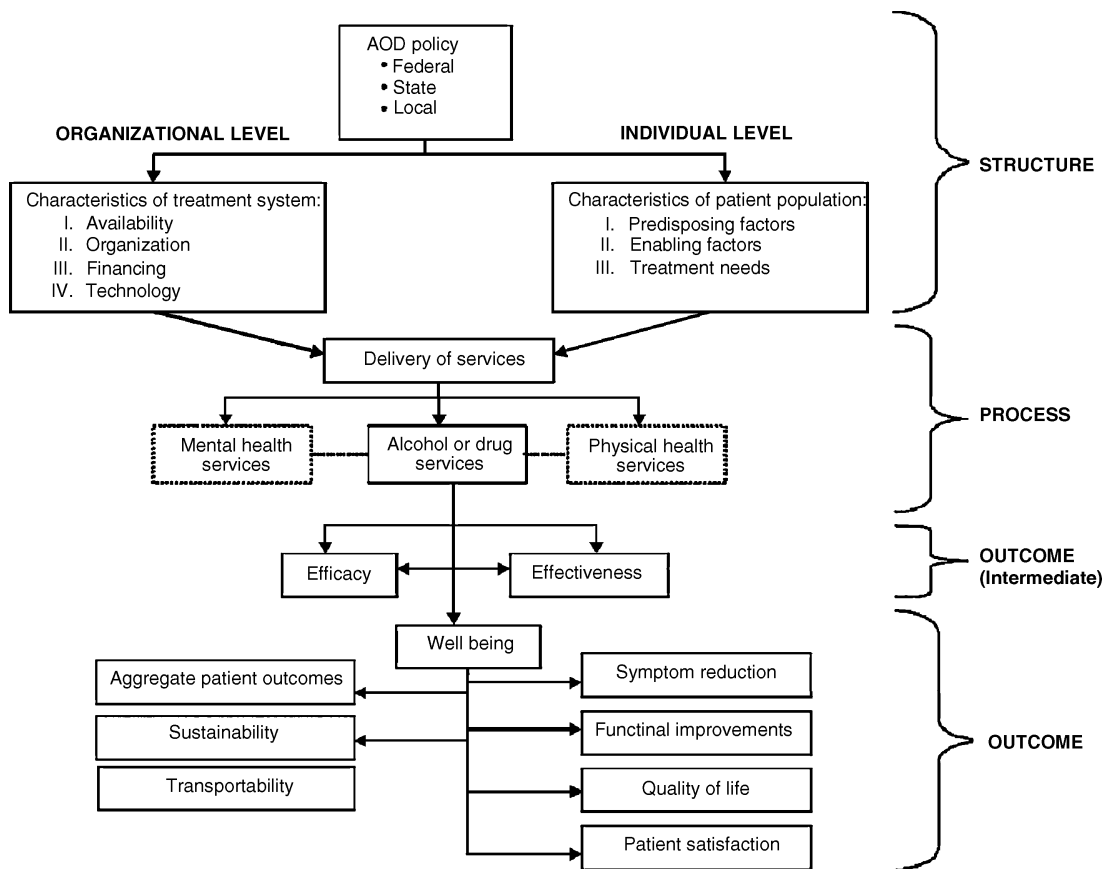 AOD policy
• Federal
• State
• Local
ORGANIZATIONAL LEVEL
INDIVIDUAL LEVEL
STRUCTURE
Characteristics of treatment system:
I. Availability
II. Organization
III. Financing
IV. Technology
Characteristics of patient population:
I. Predisposing factors
II. Enabling factors
III. Treatment needs
Delivery of services
PROCESS
Mental health
services
Alcohol or drug
services
Physical health
services
Efficacy
Effectiveness
OUTCOME
(Intermediate)
Well being
Aggregate patient outcomes
Sustainability
Transportability
Symptom reduction
Functinal improvements
Quality of life
Patient satisfaction
OUTCOME